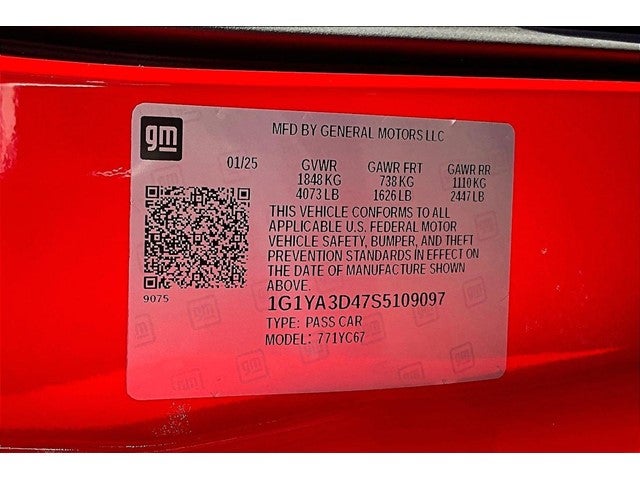 gm
MFD BY GENERAL MOTORS LLC
01/25 GVWR GAWR FRT GAWR RR
1848 KG 738 KG 1110 KG
4073 LB 1626 LB 2447 LB
THIS VEHICLE CONFORMS TO ALL
APPLICABLE U.S. FEDERAL MOTOR
VEHICLE SAFETY, BUMPER, AND THEFT
PREVENTION STANDARDS IN EFFECT ON
THE DATE OF MANUFACTURE SHOWN
ABOVE.
9075
1G1YA3D47S5109097
TYPE: PASS CAR
MODEL: 771YC67